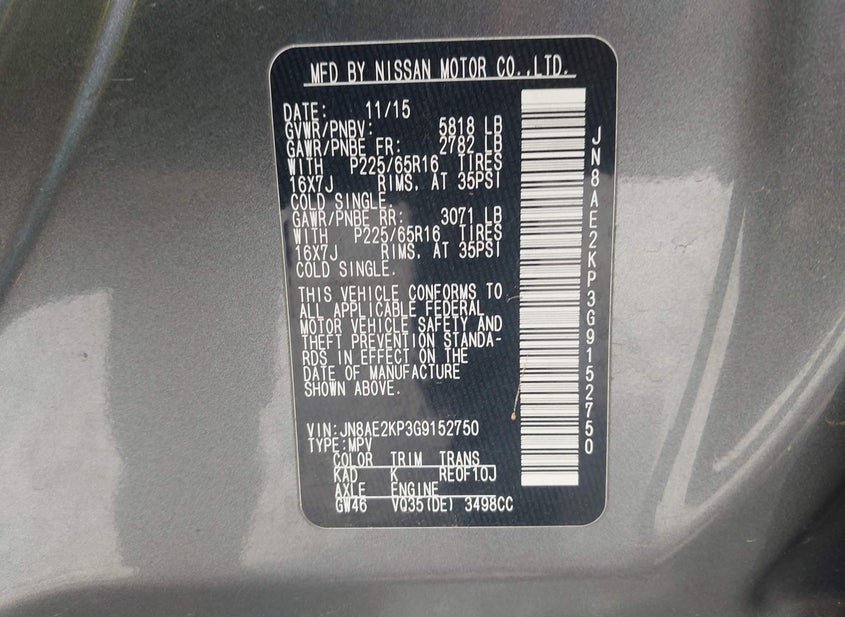 MFD BY NISSAN MOTOR CO.,LTD.
DATE: 11/15
GVWR/PNBV: 5818 LB
GAWR/PNBE FR: 2782 LB
WITH P225/65R16 TIRES
16X7J RIMS, AT 35PSI
COLD SINGLE.
GAWR/PNBE RR: 3071 LB
WITH P225/65R16 TIRES
16X7J RIMS, AT 35PSI
COLD SINGLE.
THIS VEHICLE CONFORMS TO
ALL APPLICABLE FEDERAL
MOTOR VEHICLE SAFETY AND
THEFT PREVENTION STANDA-
RDS IN EFFECT ON THE
DATE OF MANUFACTURE
SHOWN ABOVE.
VIN:JN8AE2KP3G9152750
TYPE:MPV
COLOR TRIM TRANS
KAD K RE0F10J
AXLE ENGINE
GW46 VQ35(DE) 3498CC
JN8AE2KP3G9152750